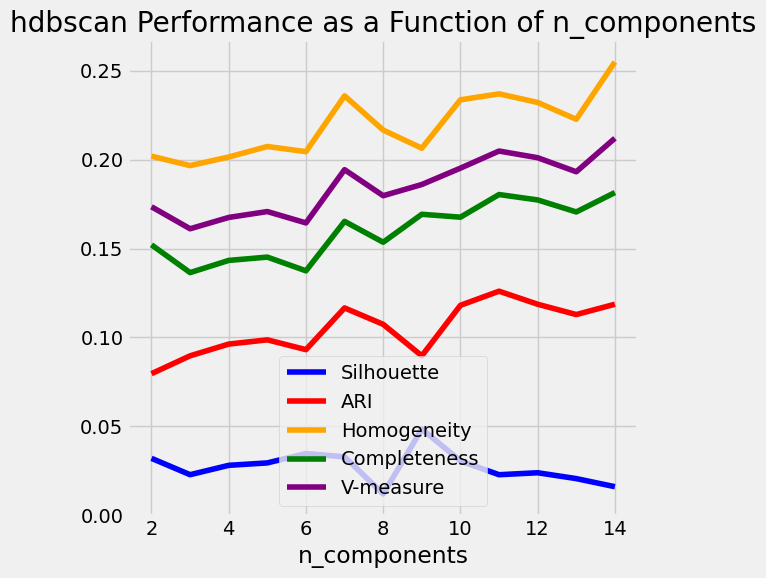 hdbscan Performance as a Function of n_components
0.25
0.20
0.15
0.10
0.05
0.00
Silhouette
ARI
Homogeneity
Completeness
V-measure
2 4 6 8 10 12 14
n_components